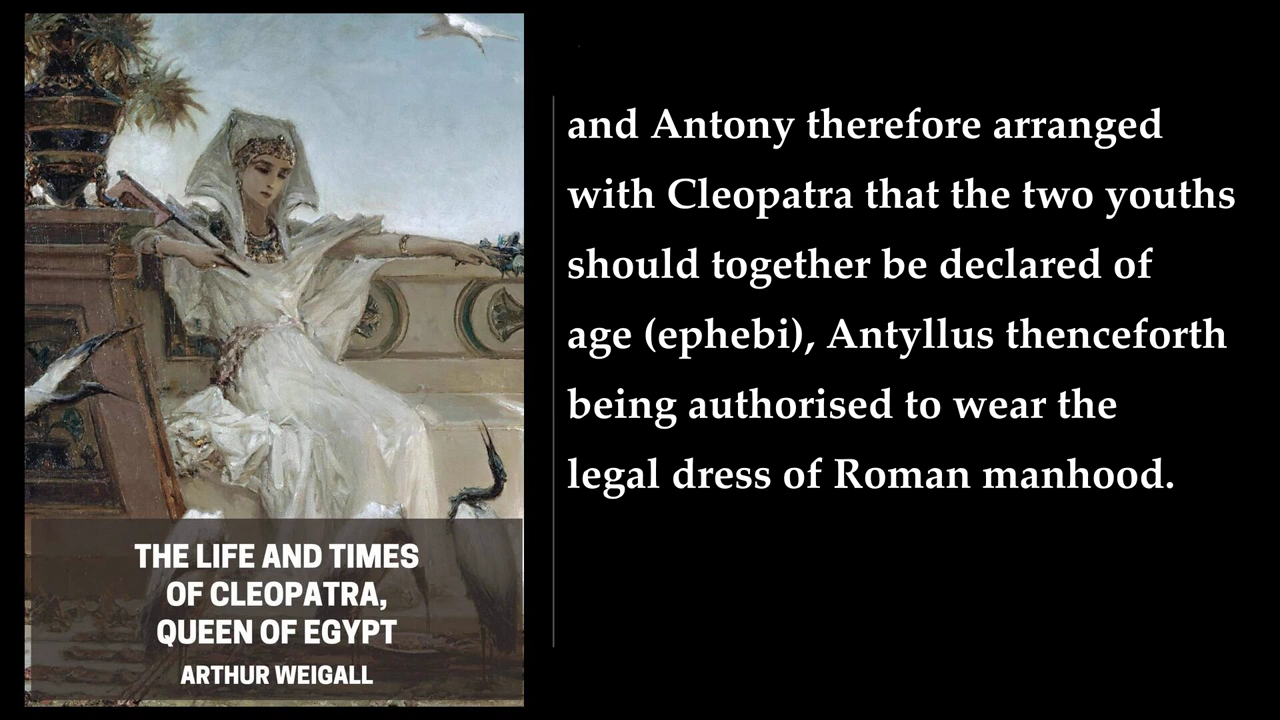 THE LIFE AND TIMES
OF CLEOPATRA,
QUEEN OF EGYPT
ARTHUR WEIGALL
and Antony therefore arranged
with Cleopatra that the two youths
should together be declared of
age (ephebi), Antyllus thenceforth
being authorised to wear the
legal dress of Roman manhood.